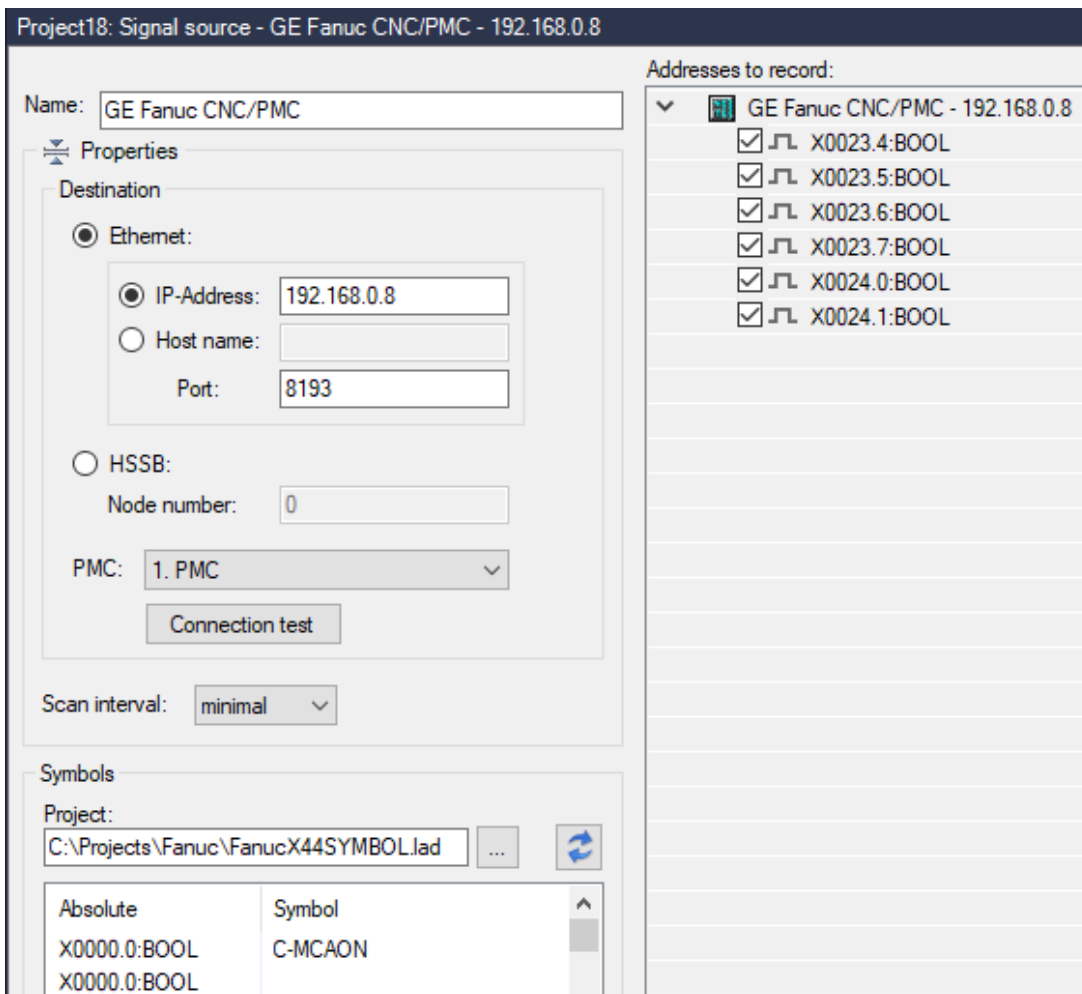 Project18: Signal source - GE Fanuc CNC/PMC - 192.168.0.8
Name: GE Fanuc CNC/PMC
Properties
Destination
Ethernet:
IP-Address: 192.168.0.8
Host name:
Port: 8193
HSSB:
Node number: 0
PMC: 1. PMC
Connection test
Scan interval: minimal
Symbols
Project:
C:\Projects\Fanuc\FanucX44SYMBOL.lad ...
Absolute Symbol
X0000.0:BOOL C-MCAON
X0000.0:BOOL
Addresses to record:
GE Fanuc CNC/PMC - 192.168.0.8
X0023.4:BOOL
X0023.5:BOOL
X0023.6:BOOL
X0023.7:BOOL
X0024.0:BOOL
X0024.1:BOOL